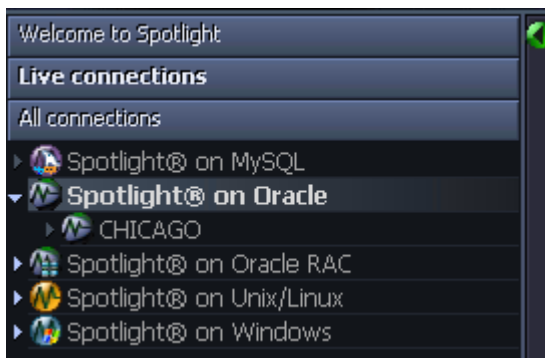 Welcome to Spotlight
Live connections
All connections
Spotlight® on MySQL
Spotlight® on Oracle
CHICAGO
Spotlight® on Oracle RAC
Spotlight® on Unix/Linux
Spotlight® on Windows